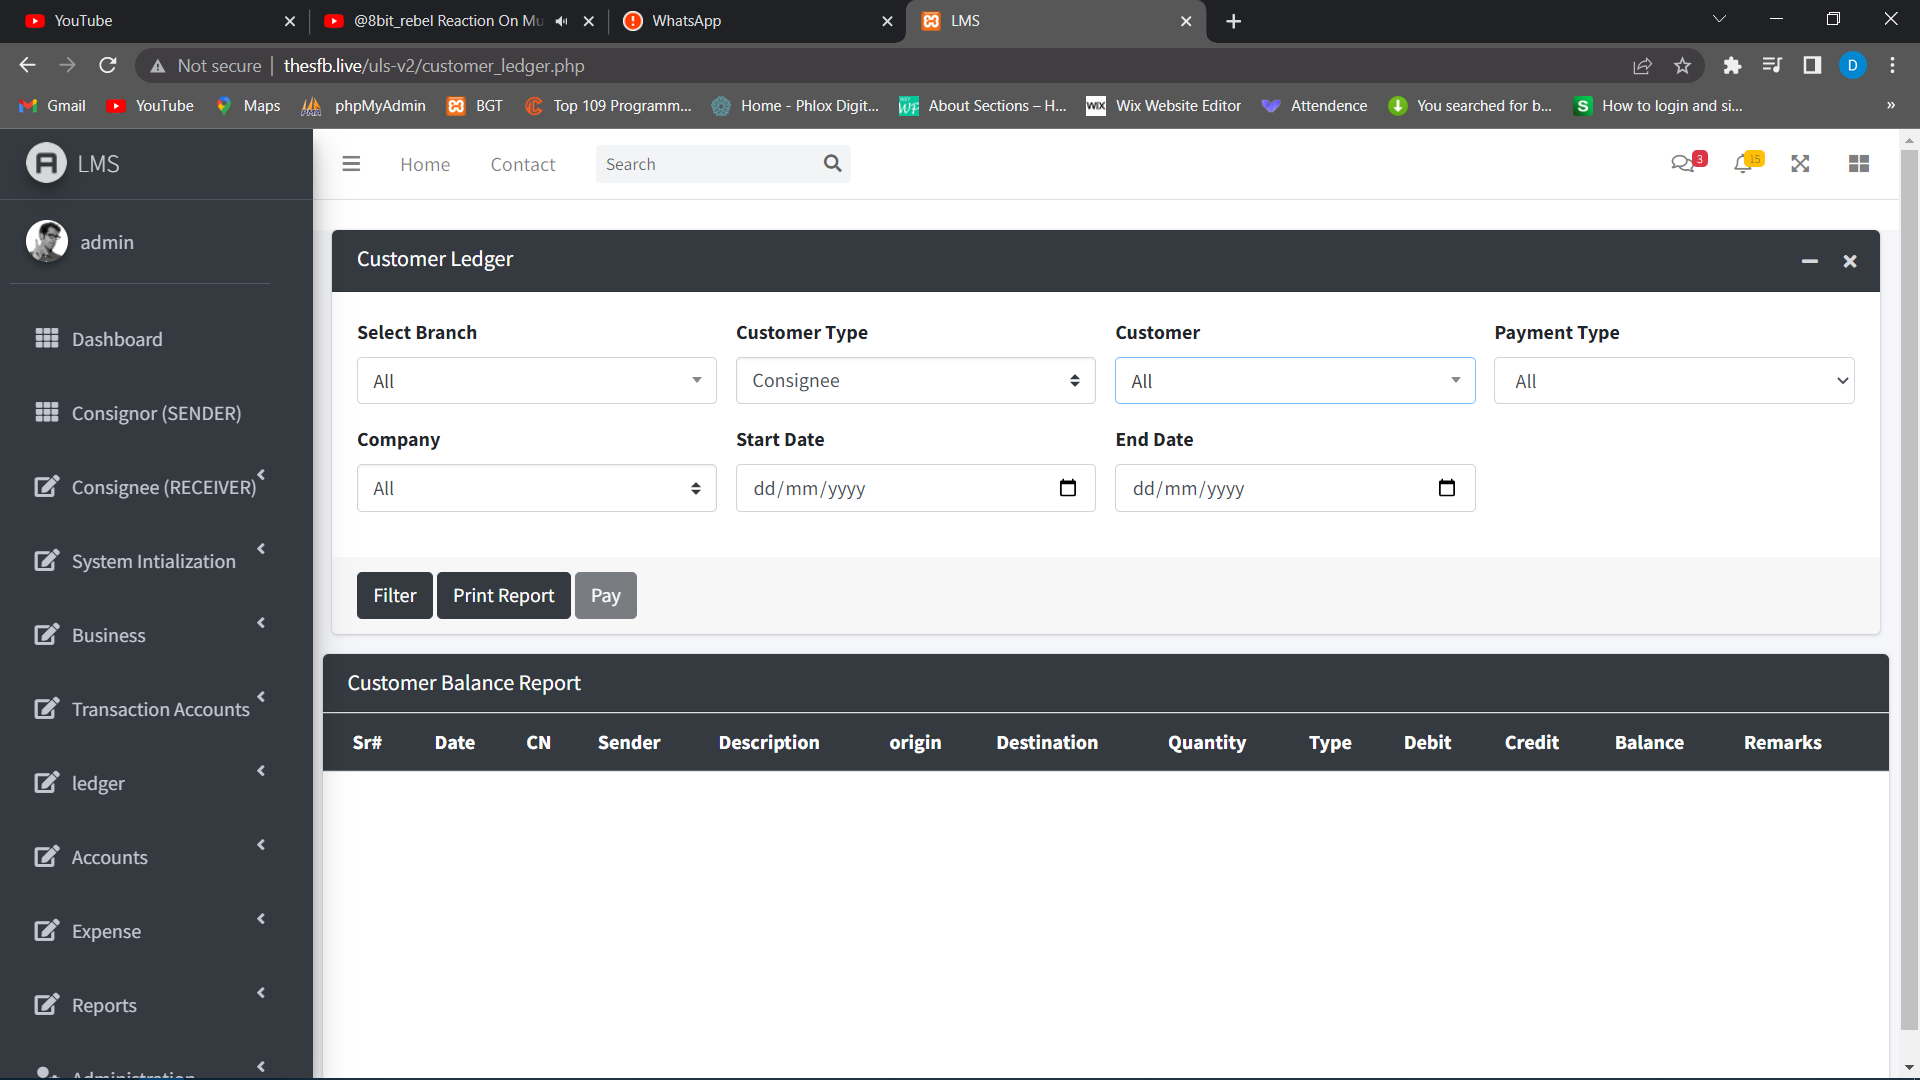 YouTube
@8bit_rebel Reaction On Mu
WhatsApp
LMS
Not secure
thesfb.live/uls-v2/customer_ledger.php
D
Gmail
YouTube
Maps
phpMyAdmin
BGT
Top 109 Programm...
Home - Phlox Digit...
About Sections – H...
Wix Website Editor
Attendence
You searched for b...
How to login and si...
»
LMS
Home
Contact
Search
3
15
admin
Customer Ledger
Dashboard
Consignor (SENDER)
Consignee (RECEIVER)
System Intialization
Business
Transaction Accounts
ledger
Accounts
Expense
Reports
Administration
Select Branch
Customer Type
Customer
Payment Type
All
Consignee
All
All
Company
Start Date
End Date
All
dd/mm/yyyy
dd/mm/yyyy
Filter
Print Report
Pay
Customer Balance Report
Sr# Date CN Sender Description origin Destination Quantity Type Debit Credit Balance Remarks